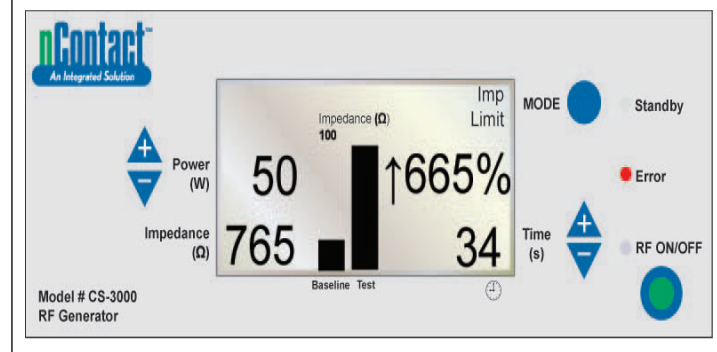 nContact™
An Integrated Solution
Imp
Limit
Impedance (Ω)
100
MODE
Standby
Power
(W)
50
↑665%
Error
Impedance
(Ω)
765
34
Time
(s)
RF ON/OFF
Baseline Test
Model # CS-3000
RF Generator
+
−
+
−